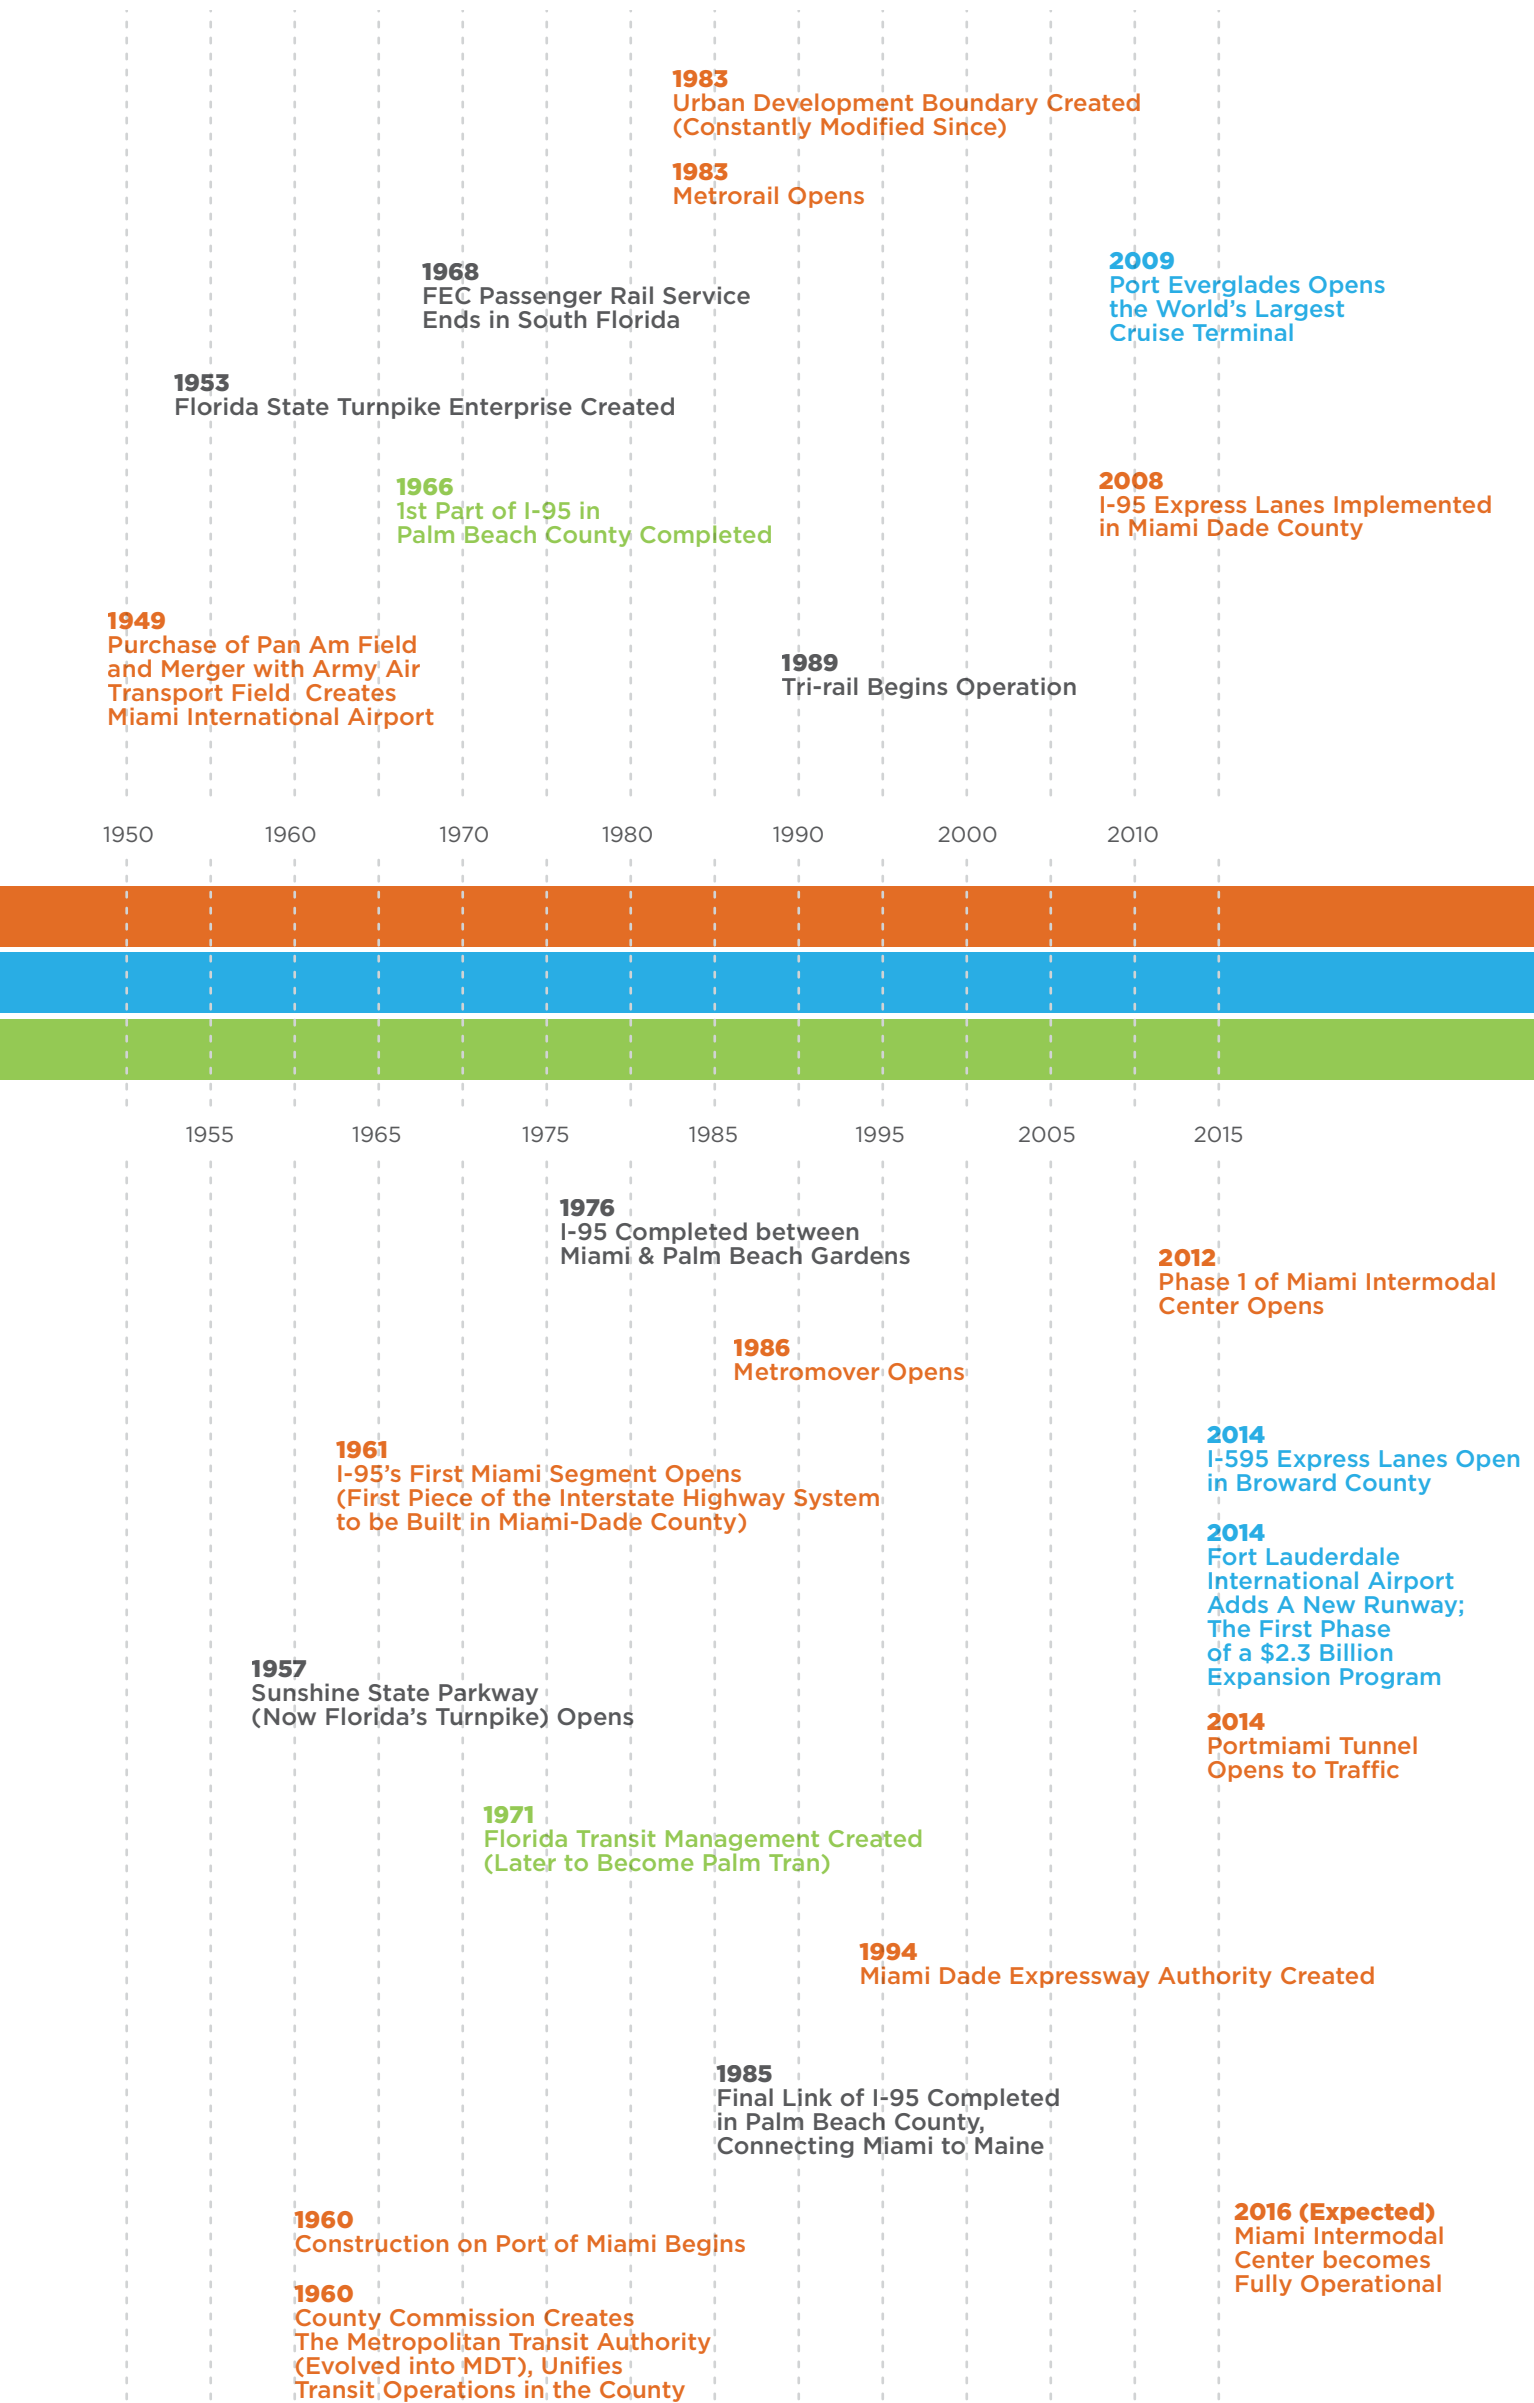 1983
Urban Development Boundary Created
(Constantly Modified Since)
1983
Metrorail Opens
1968
FEC Passenger Rail Service
Ends in South Florida
2009
Port Everglades Opens
the World's Largest
Cruise Terminal
1953
Florida State Turnpike Enterprise Created
1966
1st Part of I-95 in
Palm Beach County Completed
2008
I-95 Express Lanes Implemented
in Miami Dade County
1949
Purchase of Pan Am Field
and Merger with Army Air
Transport Field Creates
Miami International Airport
1989
Tri-rail Begins Operation
1950 1960 1970 1980 1990 2000 2010
1955 1965 1975 1985 1995 2005 2015
1976
I-95 Completed between
Miami & Palm Beach Gardens
2012
Phase 1 of Miami Intermodal
Center Opens
1986
Metromover Opens
1961
I-95's First Miami Segment Opens
(First Piece of the Interstate Highway System
to be Built in Miami-Dade County)
2014
I-595 Express Lanes Open
in Broward County
2014
Fort Lauderdale
International Airport
Adds A New Runway;
The First Phase
of a $2.3 Billion
Expansion Program
1957
Sunshine State Parkway
(Now Florida's Turnpike) Opens
2014
Portmiami Tunnel
Opens to Traffic
1971
Florida Transit Management Created
(Later to Become Palm Tran)
1994
Miami Dade Expressway Authority Created
1985
Final Link of I-95 Completed
in Palm Beach County,
Connecting Miami to Maine
1960
Construction on Port of Miami Begins
2016 (Expected)
Miami Intermodal
Center becomes
Fully Operational
1960
County Commission Creates
The Metropolitan Transit Authority
(Evolved into MDT), Unifies
Transit Operations in the County